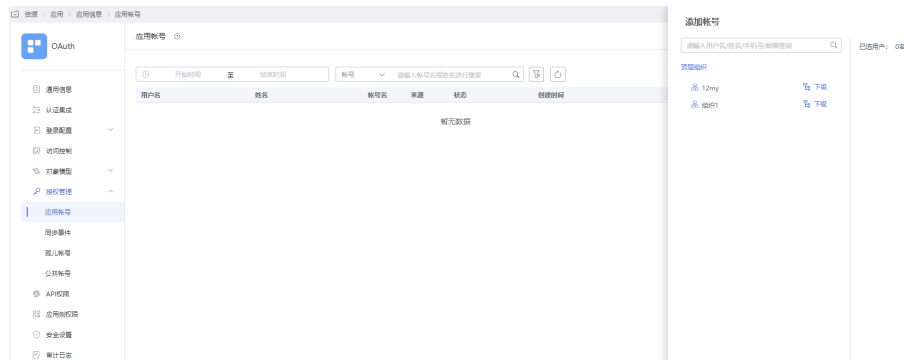 资源 > 应用 > 应用信息 > 应用帐号
OAuth
通用信息
认证集成
登录配置
访问控制
对象模型
授权管理
应用帐号
同步事件
孤儿帐号
公共帐号
API权限
应用侧权限
安全设置
审计日志
应用帐号
开始时间 至 结束时间 帐号 请输入帐号名或姓名进行搜索
用户名 姓名 帐号名 来源 状态 创建时间
暂无数据
添加帐号
请输入用户名/姓名/手机号/邮箱查询
已选用户： 0名
顶层组织
12my 下级
组织1 下级